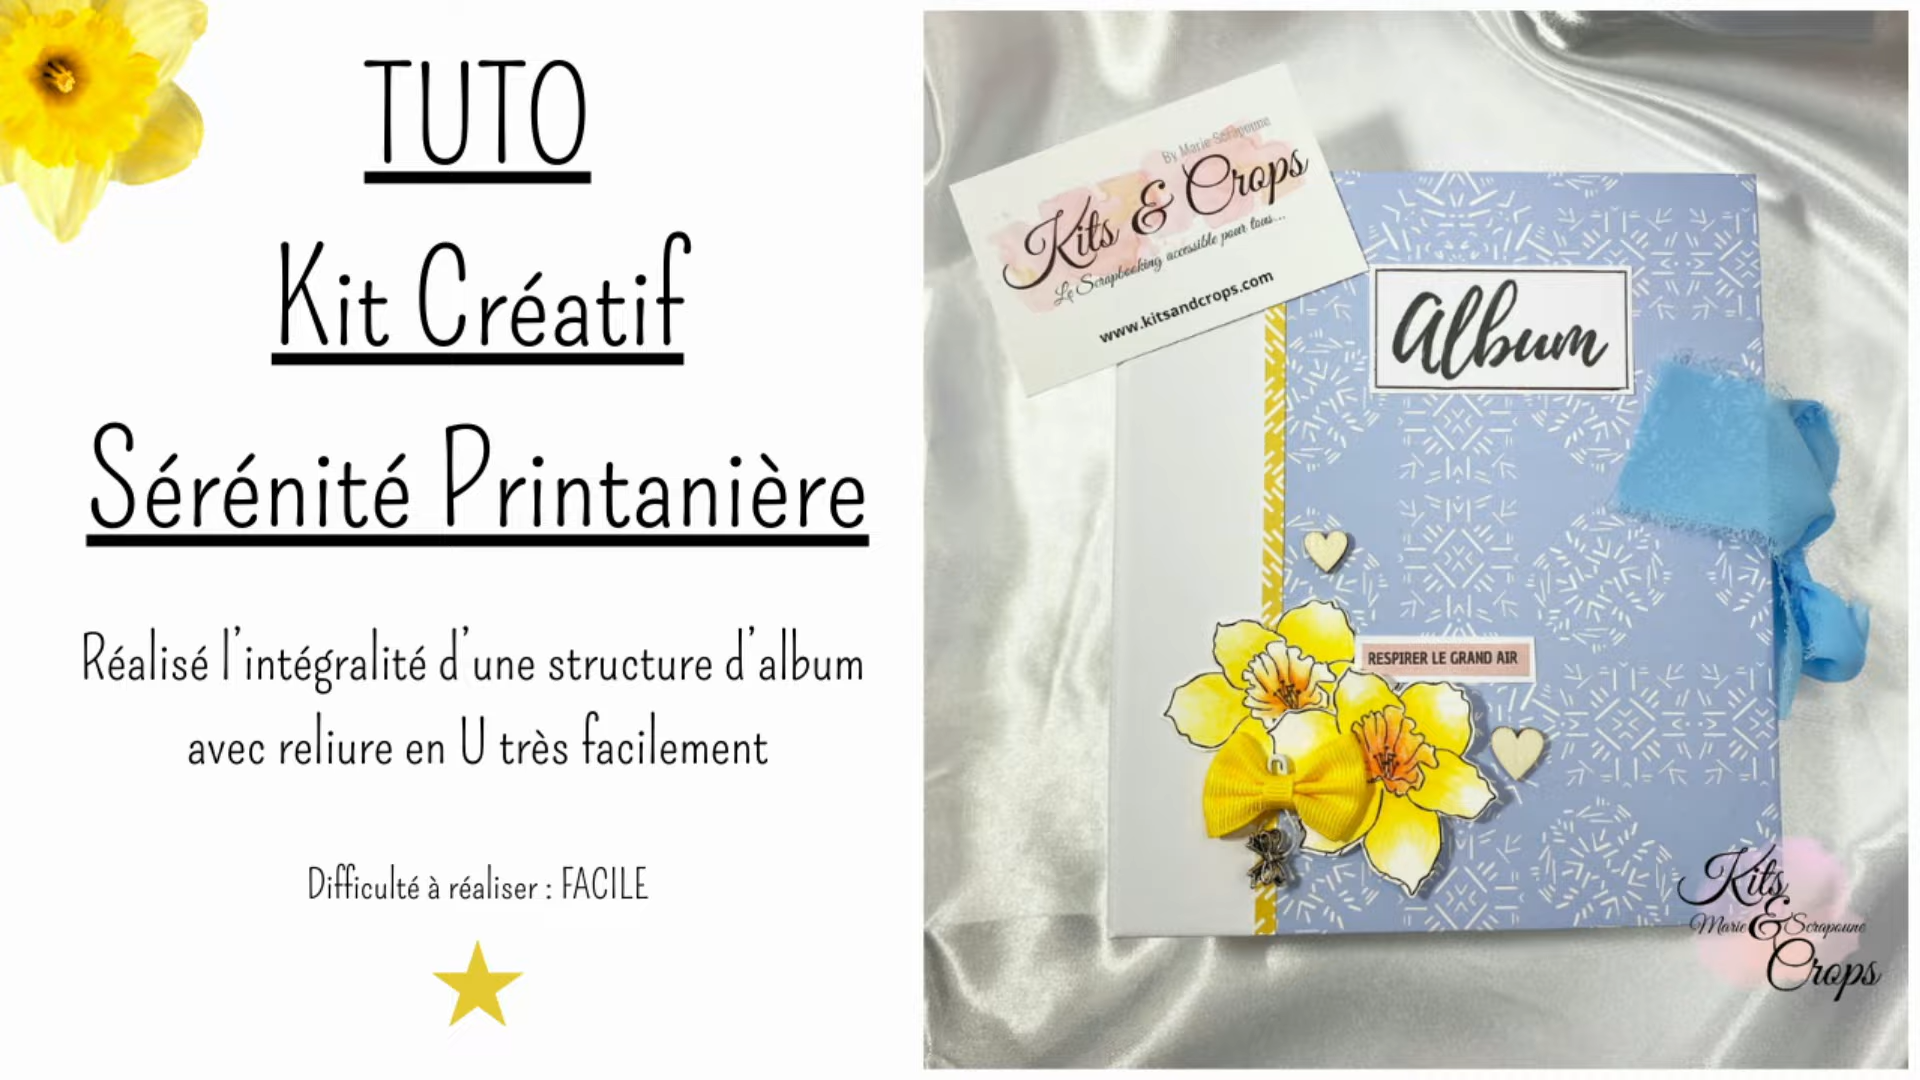 TUTO
Kit Créatif
Sérénité Printanière
Réalisé l'intégralité d'une structure d'album
avec reliure en U très facilement
Difficulté à réaliser : FACILE
By Marie Scrapoune
Kits & Crops
Le Scrapbooking accessible pour tous...
www.kitsandcrops.com
Album
RESPIRER LE GRAND AIR
Kits
Marie & Scrapoune
Crops